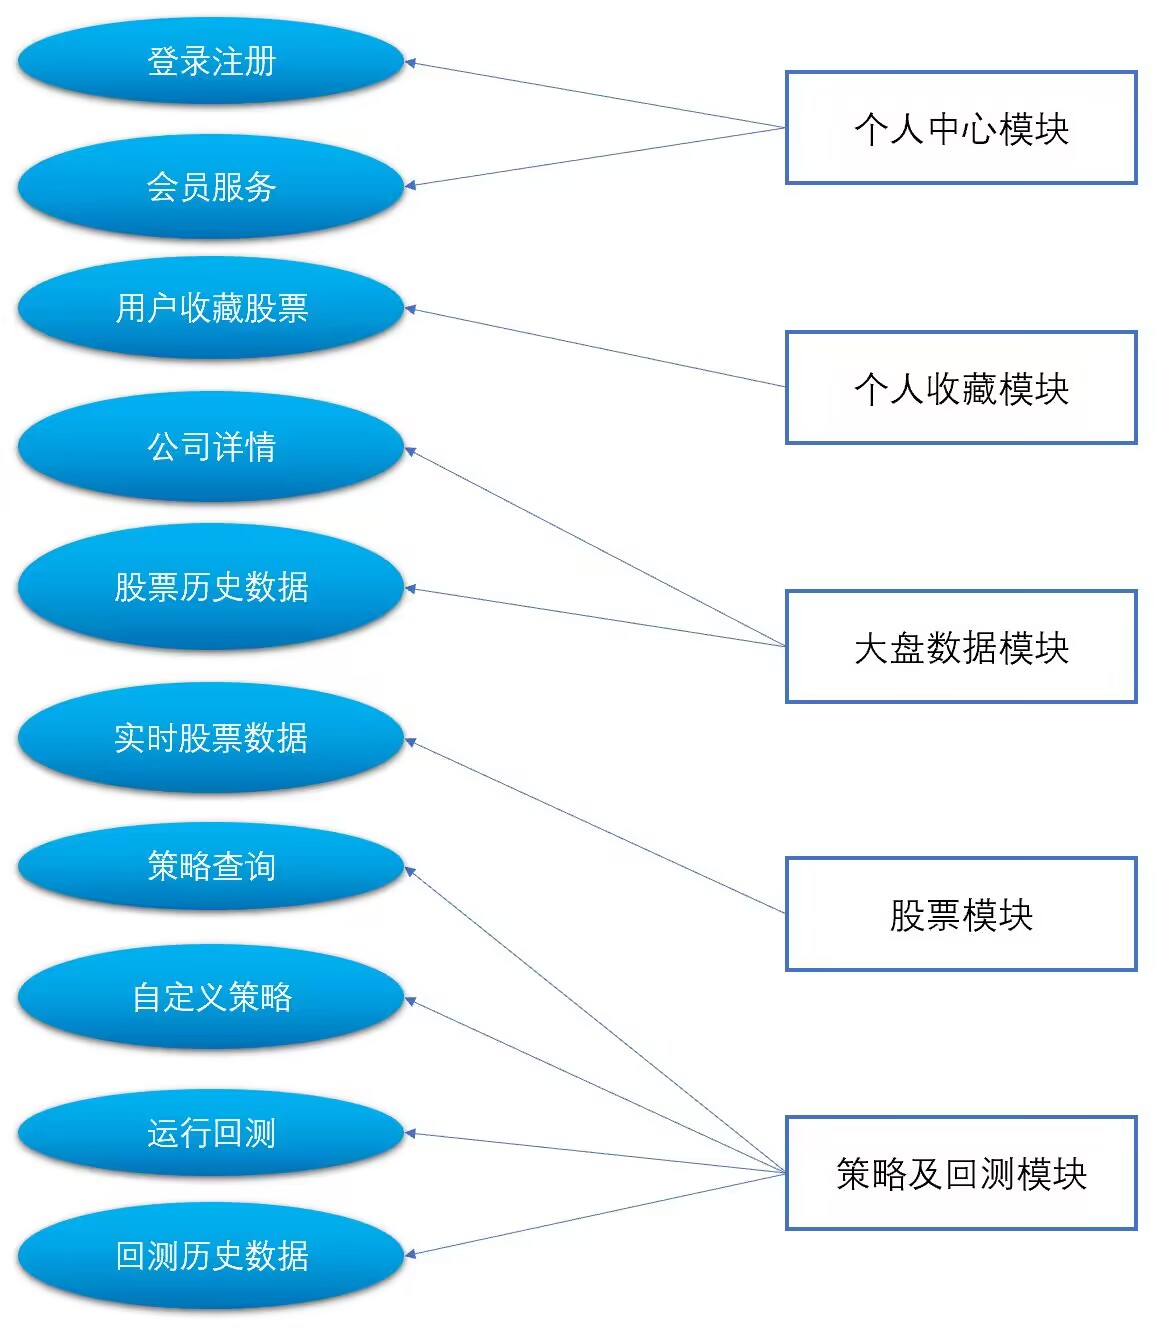 登录注册
会员服务
用户收藏股票
公司详情
股票历史数据
实时股票数据
策略查询
自定义策略
运行回测
回测历史数据
个人中心模块
个人收藏模块
大盘数据模块
股票模块
策略及回测模块